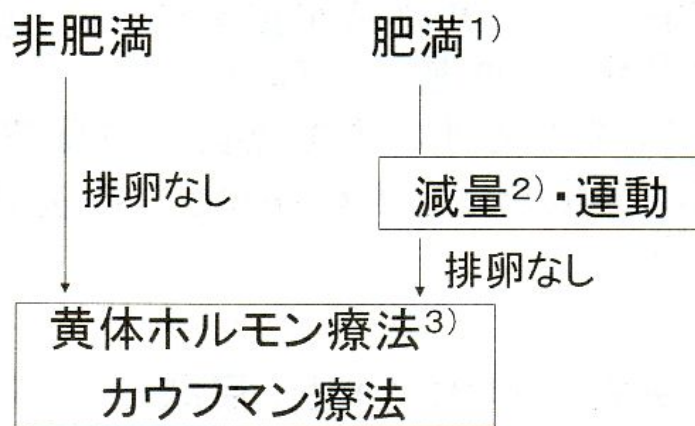 非肥満
肥満1)
排卵なし
減量2)・運動
排卵なし
黄体ホルモン療法3)
カウフマン療法